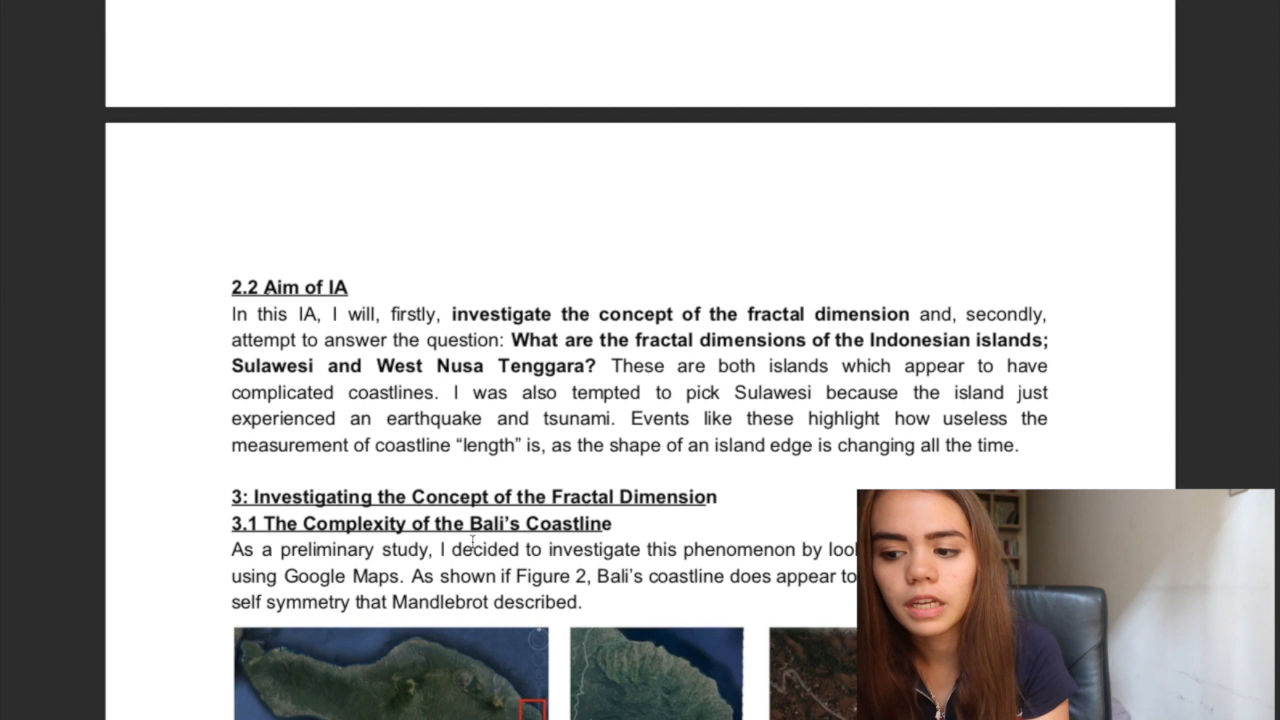 2.2 Aim of IA
In this IA, I will, firstly, investigate the concept of the fractal dimension and, secondly,
attempt to answer the question: What are the fractal dimensions of the Indonesian islands;
Sulawesi and West Nusa Tenggara? These are both islands which appear to have
complicated coastlines. I was also tempted to pick Sulawesi because the island just
experienced an earthquake and tsunami. Events like these highlight how useless the
measurement of coastline “length” is, as the shape of an island edge is changing all the time.
3: Investigating the Concept of the Fractal Dimension
3.1 The Complexity of the Bali’s Coastline
As a preliminary study, I decided to investigate this phenomenon by
using Google Maps. As shown if Figure 2, Bali’s coastline does appear to
self symmetry that Mandlebrot described.